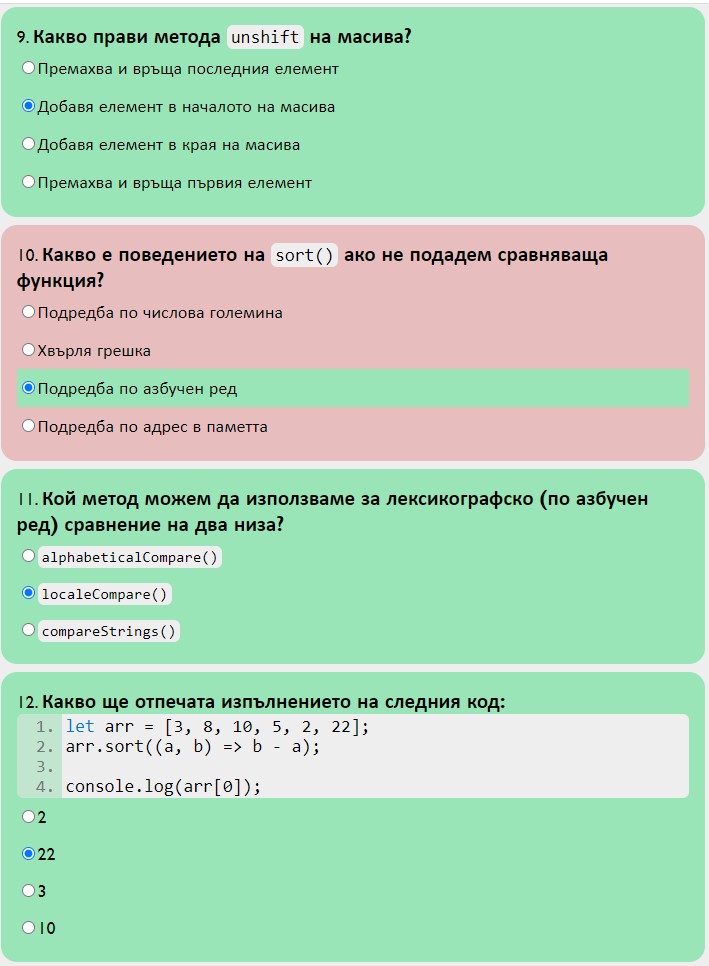 9. Какво прави метода unshift на масива?
Премахва и връща последния елемент
Добавя елемент в началото на масива
Добавя елемент в края на масива
Премахва и връща първия елемент
10. Какво е поведението на sort() ако не подадем сравняваща
функция?
Подредба по числова големина
Хвърля грешка
Подредба по азбучен ред
Подредба по адрес в паметта
11. Кой метод можем да използваме за лексикографско (по азбучен
ред) сравнение на два низа?
alphabeticalCompare()
localeCompare()
compareStrings()
12. Какво ще отпечата изпълнението на следния код:
1. let arr = [3, 8, 10, 5, 2, 22];
2. arr.sort((a, b) => b - a);
3.
4. console.log(arr[0]);
2
22
3
10